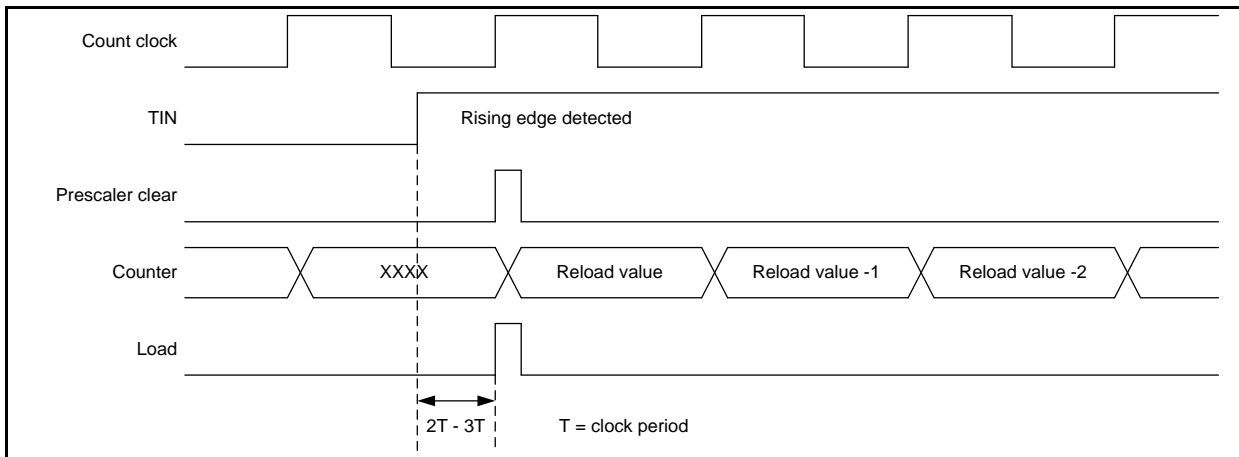 Count clock
TIN
Rising edge detected
Prescaler clear
Counter
XXXX
Reload value
Reload value -1
Reload value -2
Load
2T - 3T
T = clock period